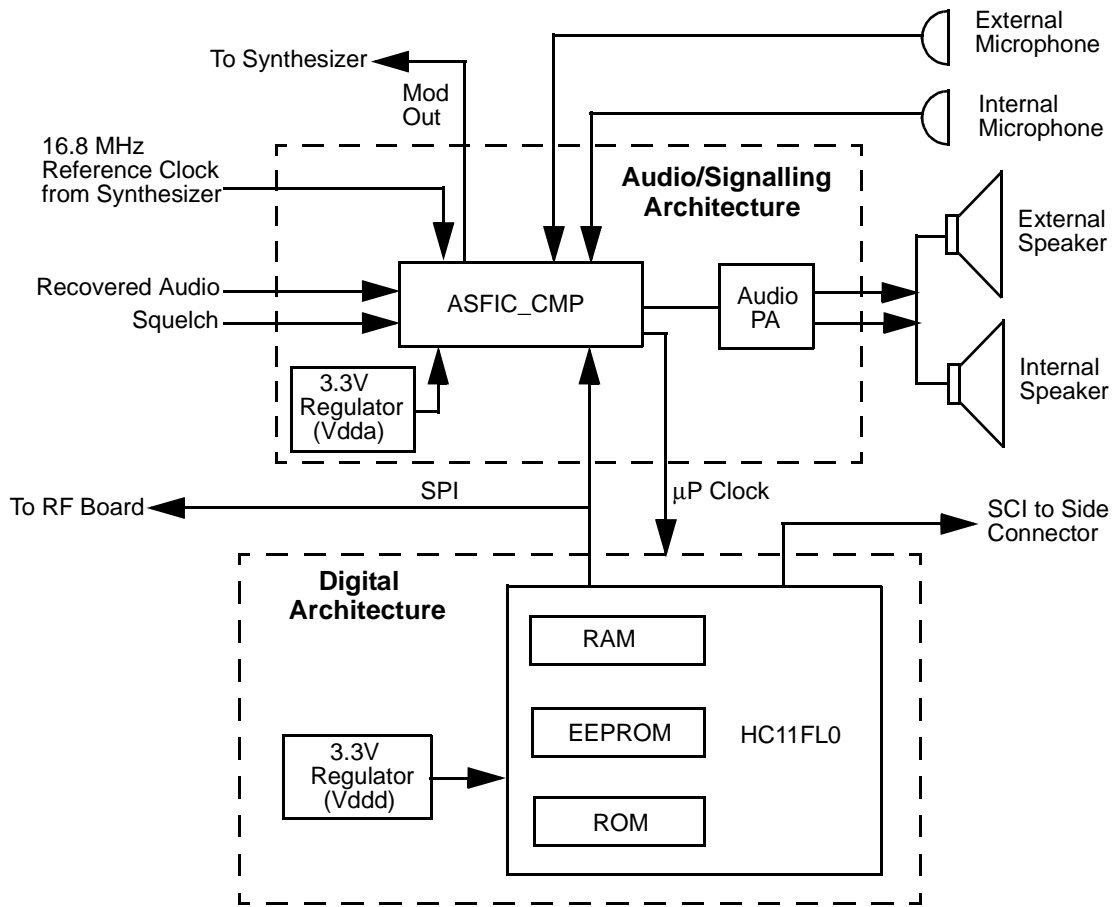 External
Microphone
To Synthesizer
Mod
Out
Internal
Microphone
16.8 MHz
Reference Clock
from Synthesizer
Audio/Signalling
Architecture
External
Speaker
Recovered Audio
Squelch
ASFIC_CMP
Audio
PA
3.3V
Regulator
(Vdda)
Internal
Speaker
To RF Board
SPI
µP Clock
SCI to Side
Connector
Digital
Architecture
RAM
EEPROM
HC11FL0
3.3V
Regulator
(Vddd)
ROM